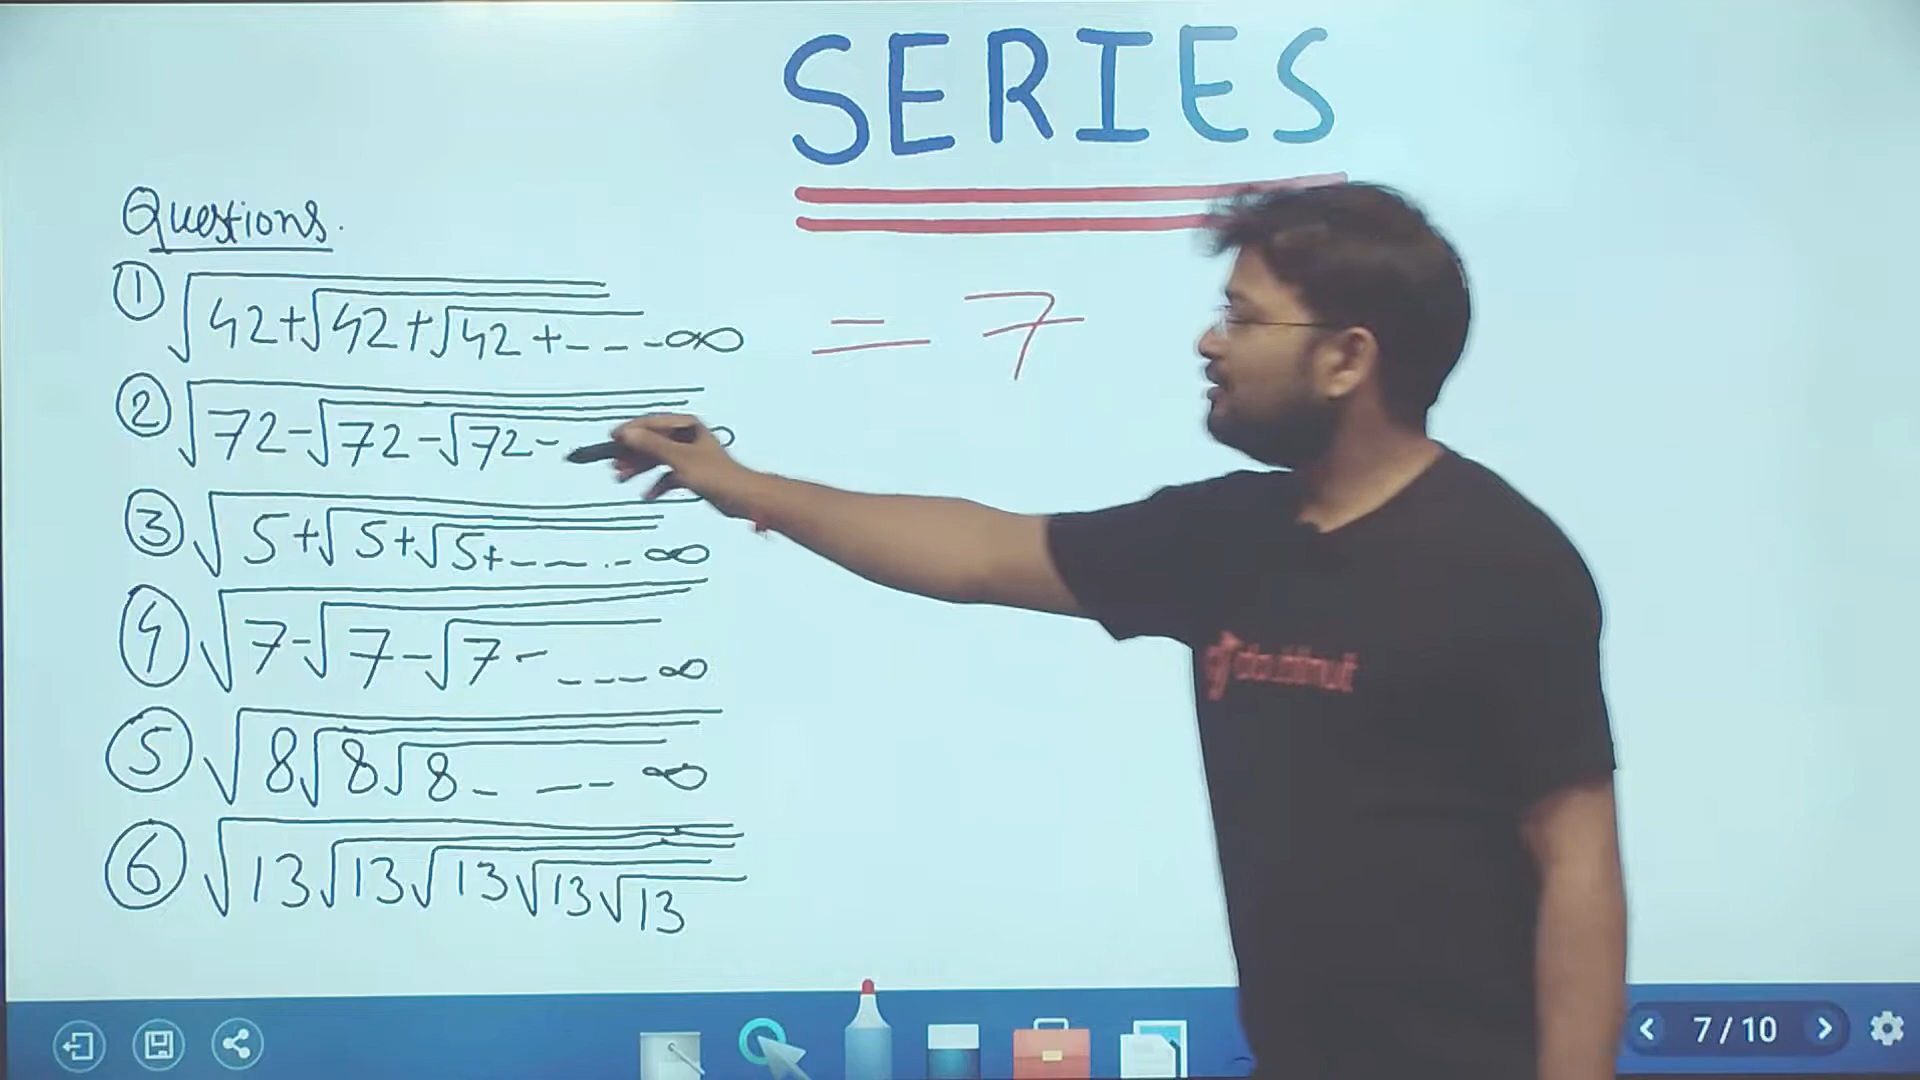 SERIES
Questions.
① √42+√42+√42+---∞ = 7
② √72-√72-√72-
③ √5+√5+√5+------∞
④ √7-√7-√7- ---∞
⑤ √8√8√8- --- ∞
⑥ √13√13√13√13√13
doubtnut
7/10